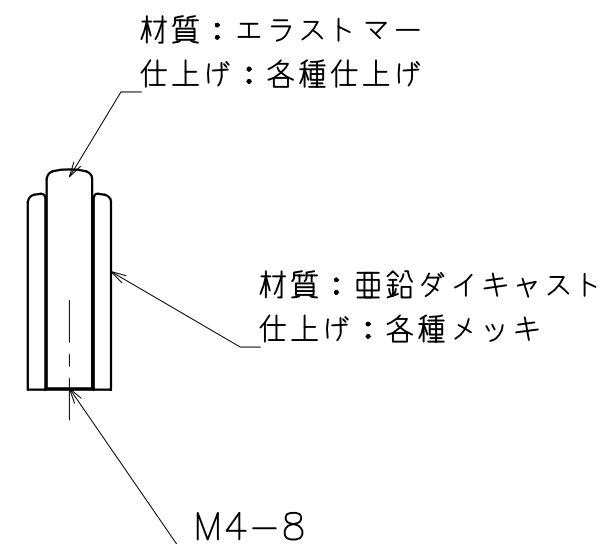 材質：エラストマー
仕上げ：各種仕上げ
材質：亜鉛ダイキャスト
仕上げ：各種メッキ
M4-8